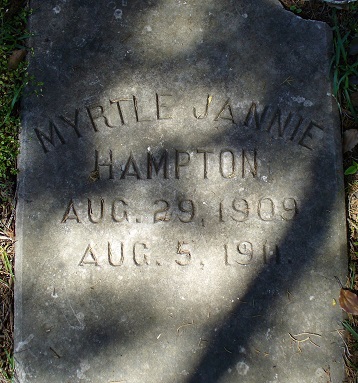 MYRTLE JANNIE
HAMPTON
AUG. 29, 1909
AUG. 5, 1911.